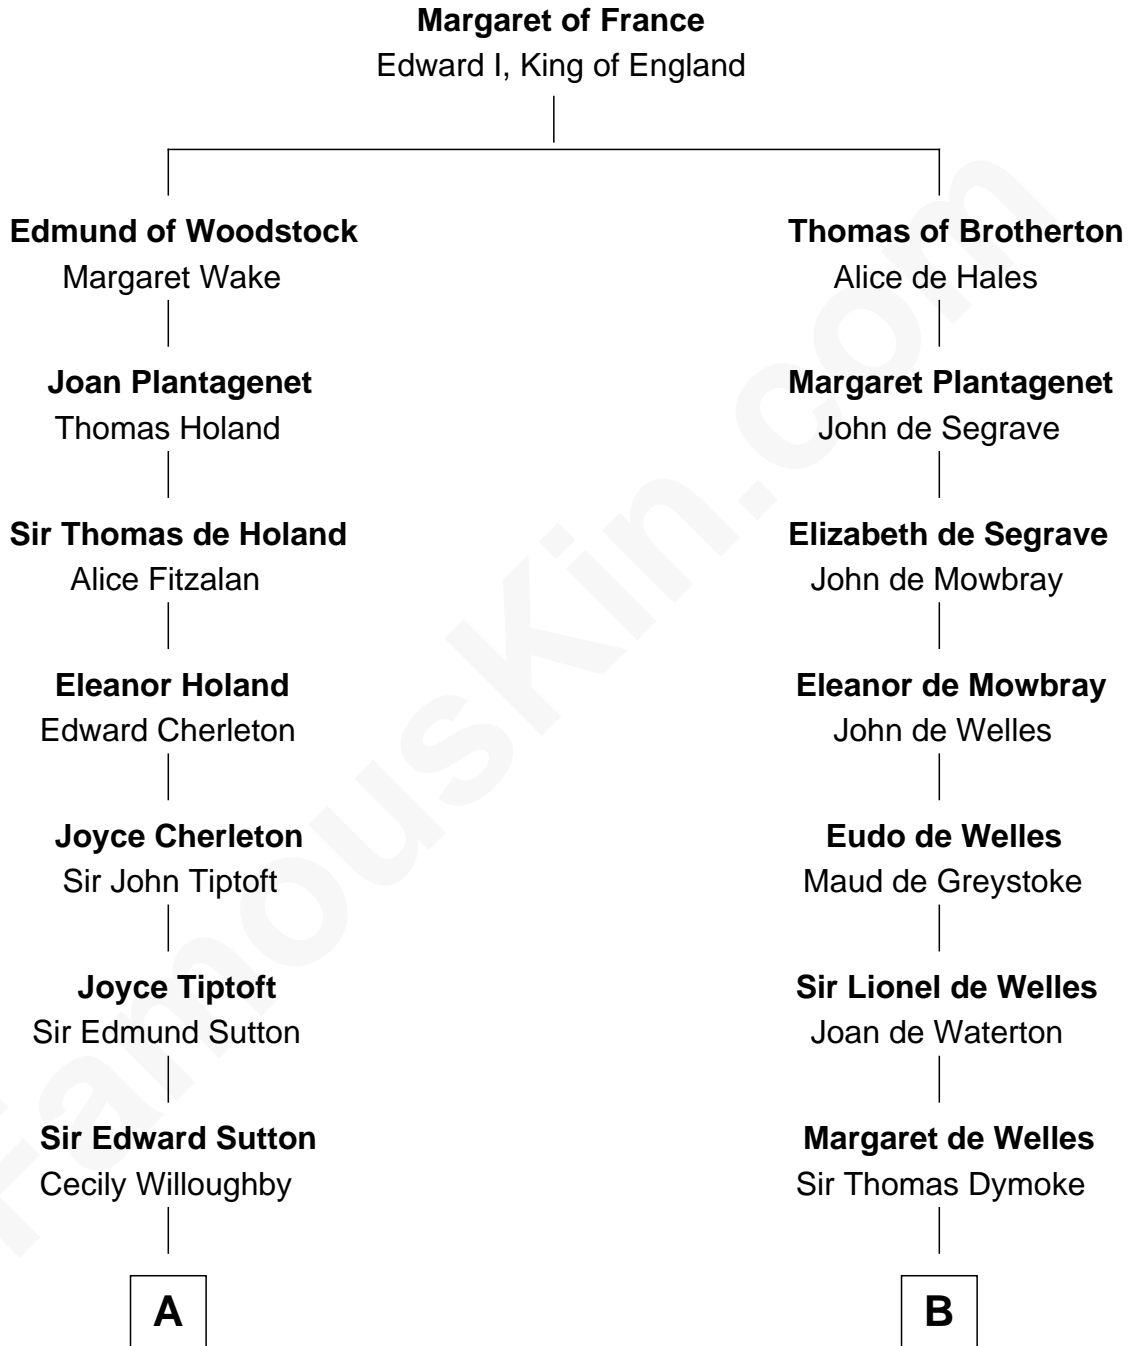 Margaret of France
Edward I, King of England
Edmund of Woodstock
Margaret Wake
Thomas of Brotherton
Alice de Hales
Joan Plantagenet
Thomas Holand
Margaret Plantagenet
John de Segrave
Sir Thomas de Holand
Alice Fitzalan
Elizabeth de Segrave
John de Mowbray
Eleanor Holand
Edward Cherleton
Eleanor de Mowbray
John de Welles
Joyce Cherleton
Sir John Tiptoft
Eudo de Welles
Maud de Greystoke
Joyce Tiptoft
Sir Edmund Sutton
Sir Lionel de Welles
Joan de Waterton
Sir Edward Sutton
Cecily Willoughby
Margaret de Welles
Sir Thomas Dymoke
A
B
FamousKin.com